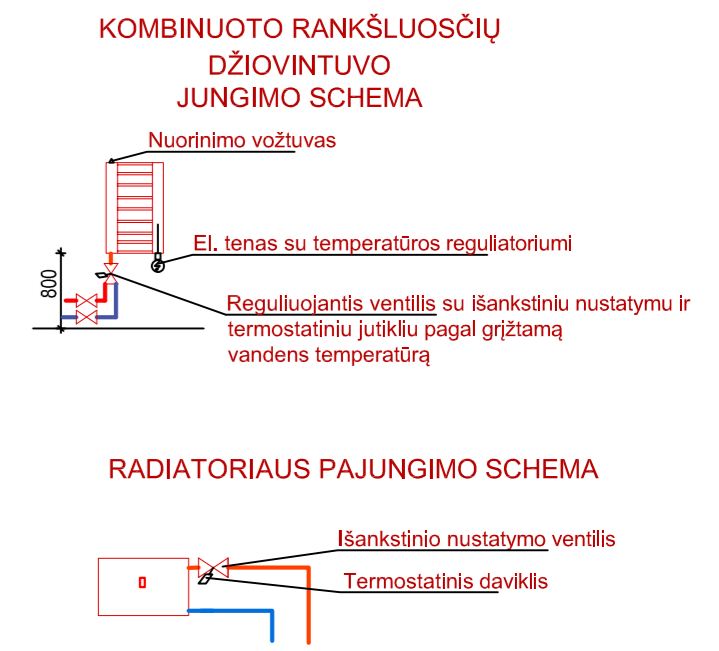 KOMBINUOTO RANKŠLUOSČIŲ
DŽIOVINTUVO
JUNGIMO SCHEMA
Nuorinimo vožtuvas
El. tenas su temperatūros reguliatoriumi
800
Reguliuojantis ventilis su išankstiniu nustatymu ir
termostatiniu jutikliu pagal grįžtamą
vandens temperatūrą
RADIATORIAUS PAJUNGIMO SCHEMA
Išankstinio nustatymo ventilis
Termostatinis daviklis